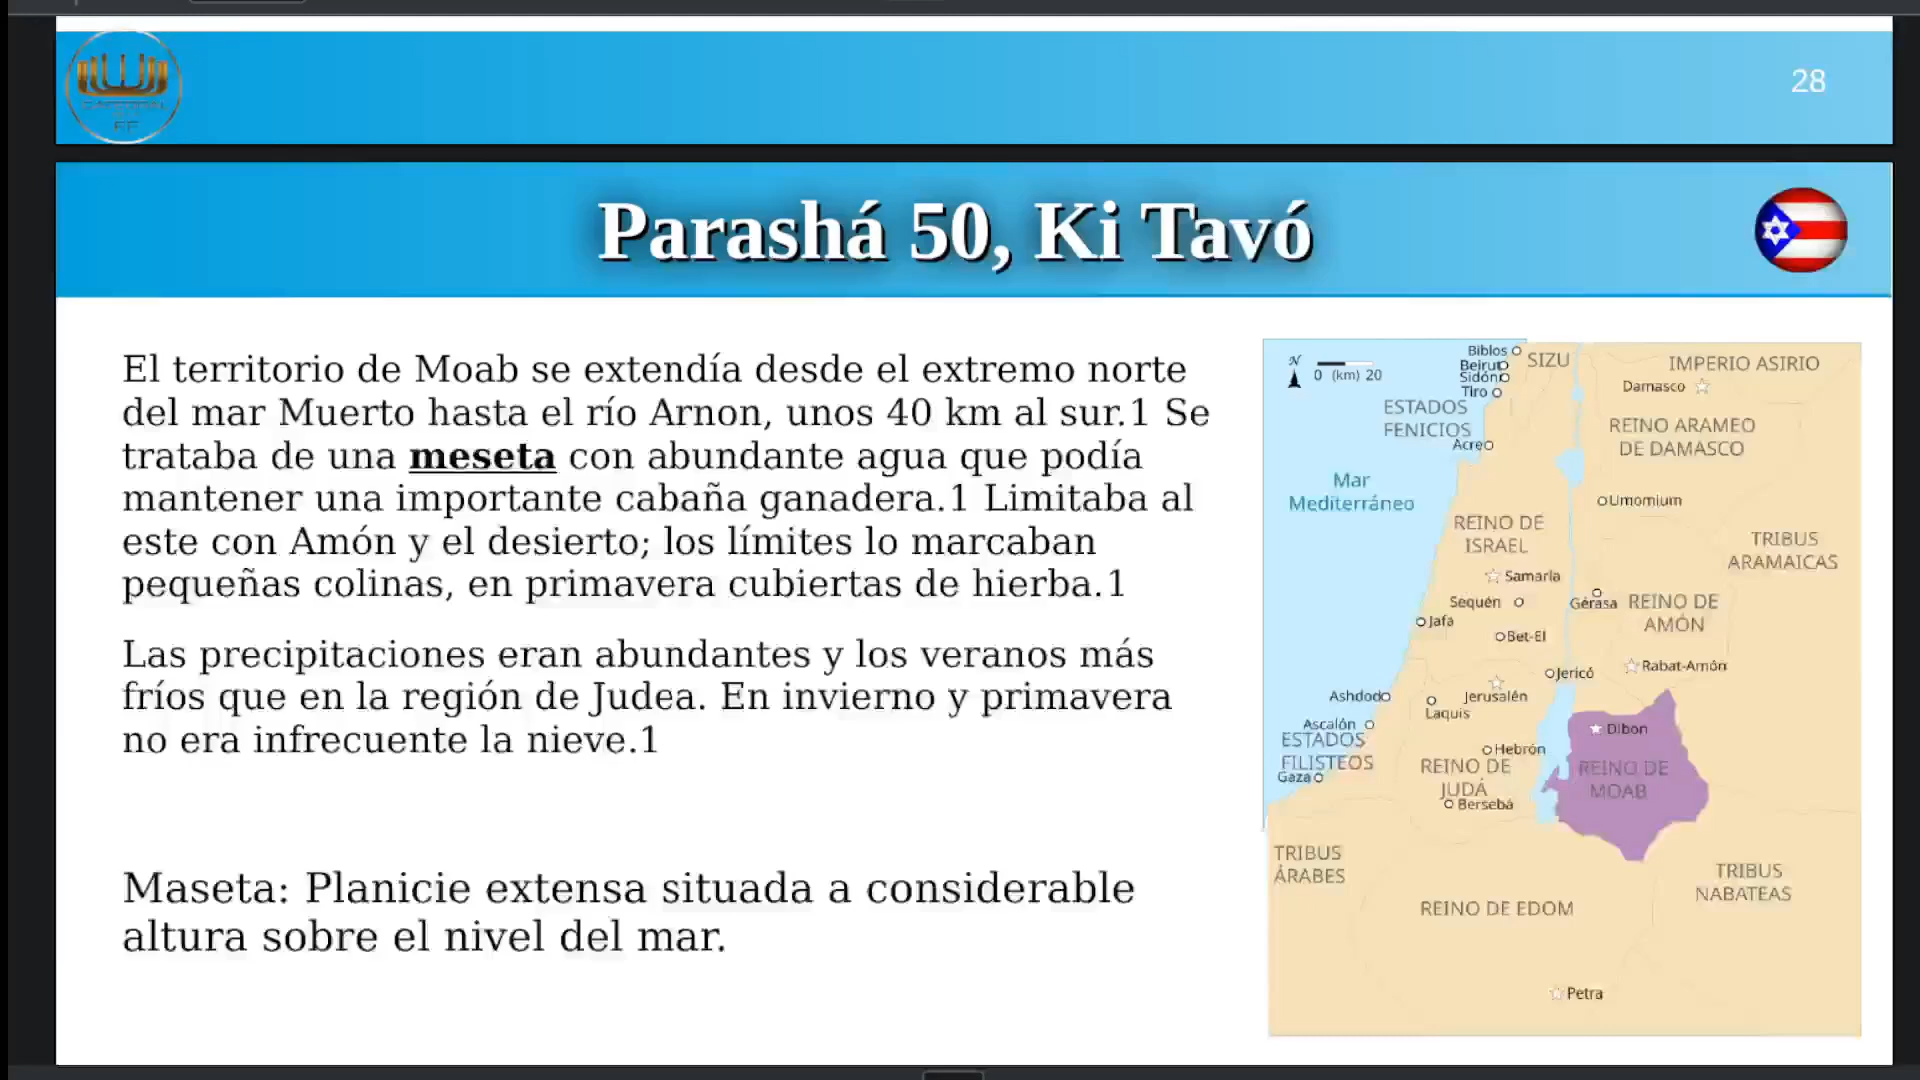 28
Parashá 50, Ki Tavó
El territorio de Moab se extendía desde el extremo norte
del mar Muerto hasta el río Arnon, unos 40 km al sur.1 Se
trataba de una meseta con abundante agua que podía
mantener una importante cabaña ganadera.1 Limitaba al
este con Amón y el desierto; los límites lo marcaban
pequeñas colinas, en primavera cubiertas de hierba.1
Las precipitaciones eran abundantes y los veranos más
fríos que en la región de Judea. En invierno y primavera
no era infrecuente la nieve.1
Maseta: Planicie extensa situada a considerable
altura sobre el nivel del mar.
N
0 (km) 20
Biblos
Beirut
Sidón
Tiro
SIZU
IMPERIO ASIRIO
Damasco
ESTADOS
FENICIOS
Acre
REINO ARAMEO
DE DAMASCO
Mar
Mediterráneo
Umomium
REINO DE
ISRAEL
TRIBUS
ARAMAICAS
Samaria
Sequén
Gérasa
REINO DE
AMÓN
Jafa
Bet-El
Jericó
Rabat-Amón
Ashdod
Jerusalén
Laquis
Ascalón
ESTADOS
FILISTEOS
Gaza
Hebrón
REINO DE
JUDÁ
Bersebá
Dibon
REINO DE
MOAB
TRIBUS
ÁRABES
TRIBUS
NABATEAS
REINO DE EDOM
Petra